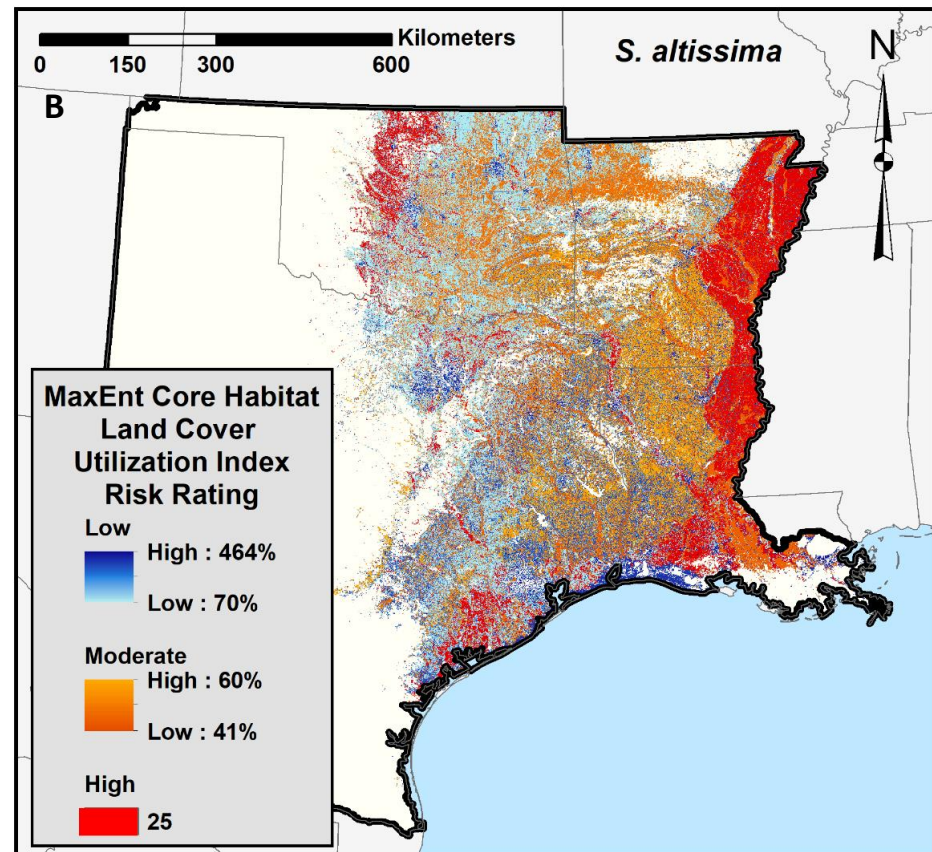 Kilometers
0 150 300 600
S. altissima
N
B
MaxEnt Core Habitat
Land Cover
Utilization Index
Risk Rating
Low
High : 464%
Low : 70%
Moderate
High : 60%
Low : 41%
High
25